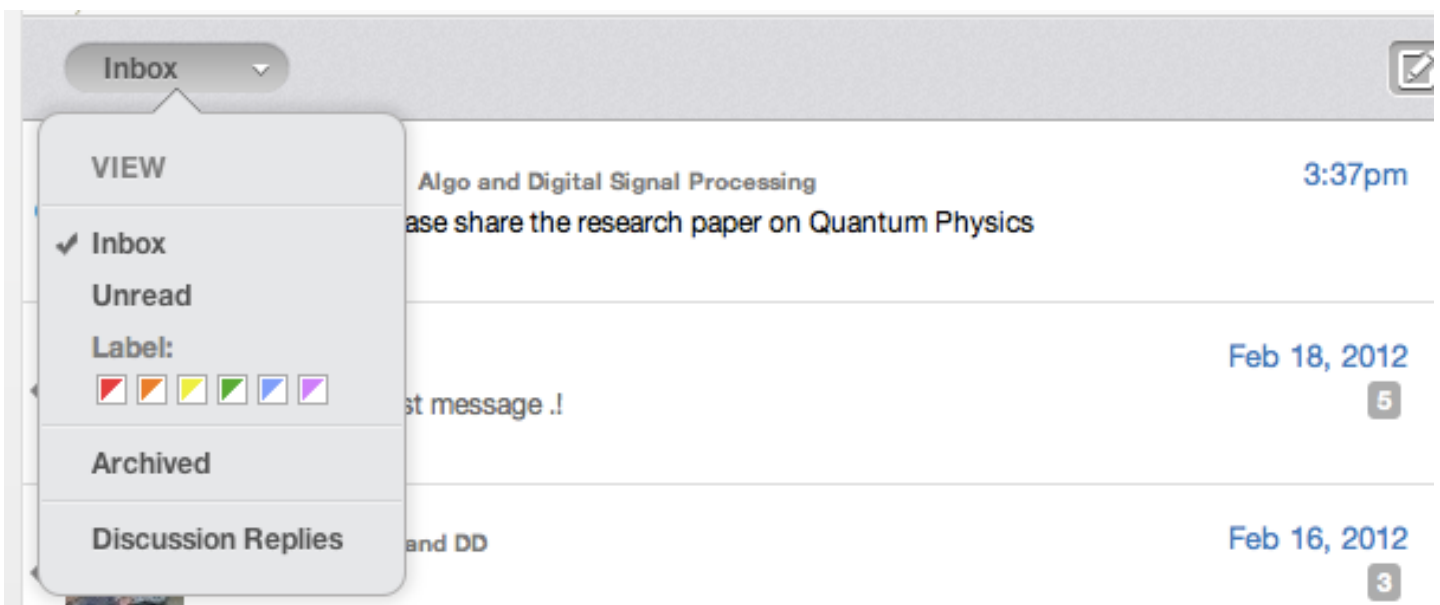 Inbox
VIEW
Inbox
Unread
Label:
Archived
Discussion Replies
Algo and Digital Signal Processing
3:37pm
ase share the research paper on Quantum Physics
Feb 18, 2012
st message .!
5
and DD
Feb 16, 2012
3